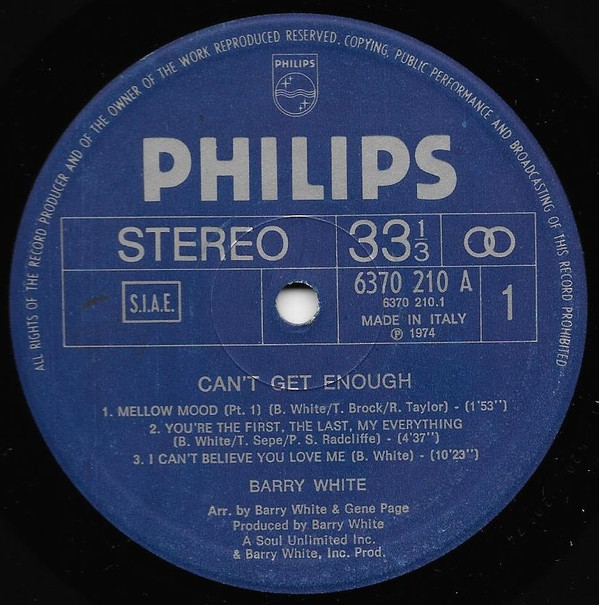 ALL RIGHTS OF THE RECORD PRODUCER AND OF THE OWNER OF THE WORK REPRODUCED RESERVED. COPYING, PUBLIC PERFORMANCE AND BROADCASTING OF THIS RECORD PROHIBITED
PHILIPS
PHILIPS
STEREO 33 1/3
S.I.A.E. 6370 210 A 1
6370 210.1
MADE IN ITALY
℗ 1974
CAN'T GET ENOUGH
1. MELLOW MOOD (Pt. 1) (B. White/T. Brock/R. Taylor) - (1'53")
2. YOU'RE THE FIRST, THE LAST, MY EVERYTHING
(B. White/T. Sepe/P. S. Radcliffe) - (4'37")
3. I CAN'T BELIEVE YOU LOVE ME (B. White) - (10'23")
BARRY WHITE
Arr. by Barry White & Gene Page
Produced by Barry White
A Soul Unlimited Inc.
& Barry White, Inc. Prod.